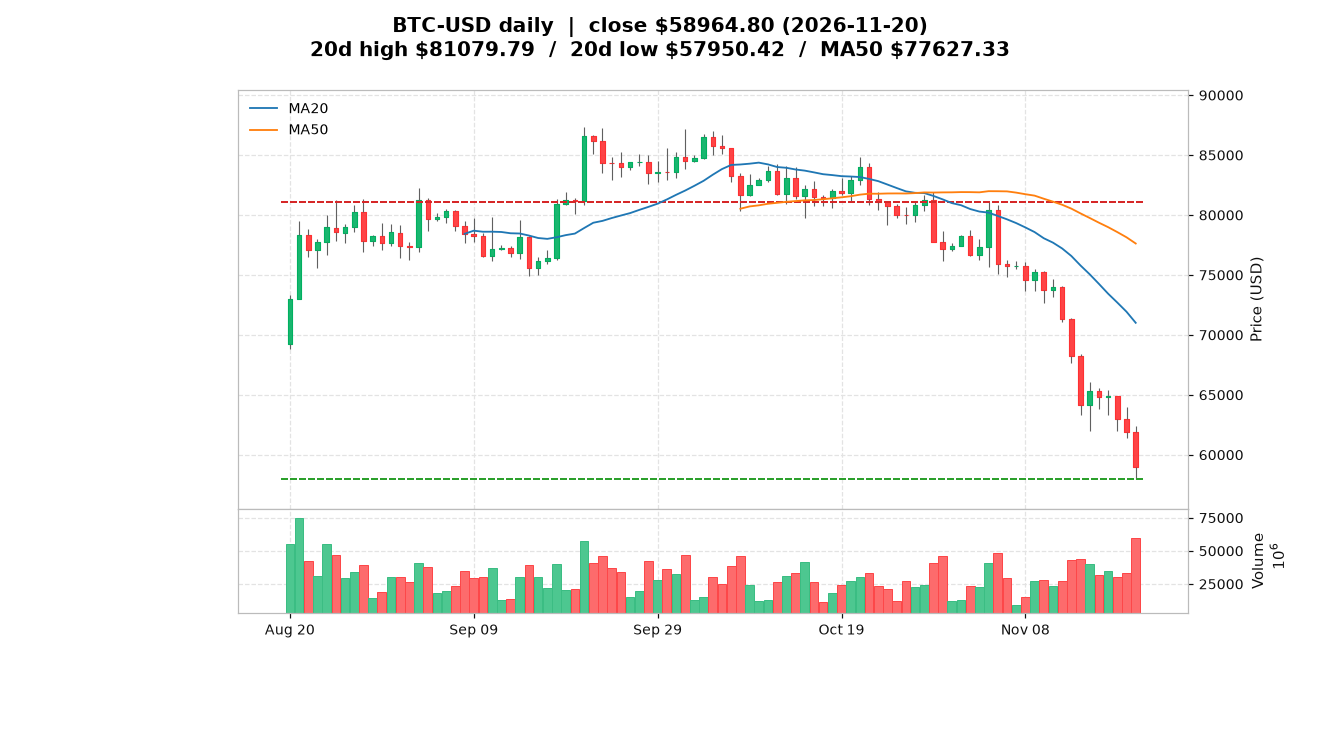 BTC-USD daily | close $58964.80 (2026-11-20)
20d high $81079.79 / 20d low $57950.42 / MA50 $77627.33
MA20
MA50
90000
85000
80000
75000
70000
65000
60000
Price (USD)
75000
50000
25000
Volume
10^6
Aug 20
Sep 09
Sep 29
Oct 19
Nov 08